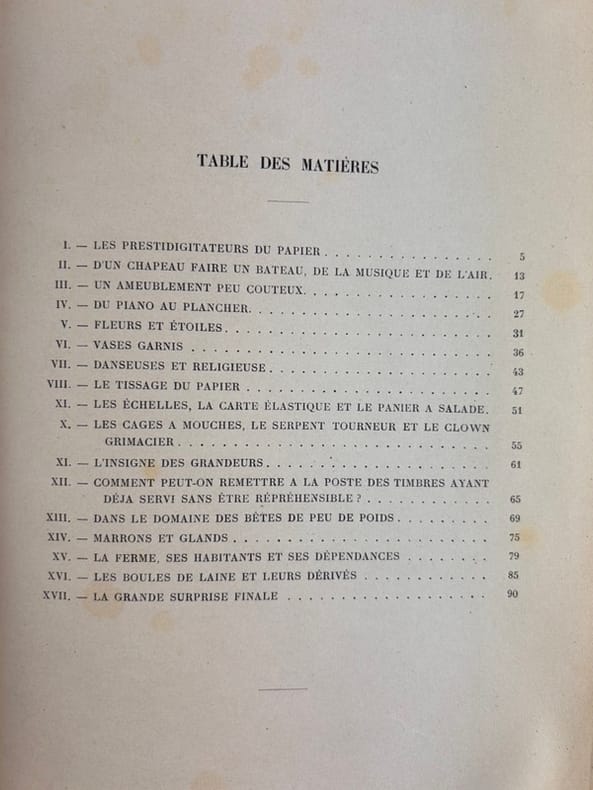 TABLE DES MATIÈRES
I. — LES PRESTIDIGITATEURS DU PAPIER . . . . . . . . . . . . . . . . 5
II. — D'UN CHAPEAU FAIRE UN BATEAU, DE LA MUSIQUE ET DE L'AIR. 13
III. — UN AMEUBLEMENT PEU COUTEUX. . . . . . . . . . . . . . . . . 17
IV. — DU PIANO AU PLANCHER. . . . . . . . . . . . . . . . . . . . . 27
V. — FLEURS ET ÉTOILES. . . . . . . . . . . . . . . . . . . . . . . 31
VI. — VASES GARNIS . . . . . . . . . . . . . . . . . . . . . . . . . 36
VII. — DANSEUSES ET RELIGIEUSE . . . . . . . . . . . . . . . . . . . 43
VIII. — LE TISSAGE DU PAPIER . . . . . . . . . . . . . . . . . . . . . 47
XI. — LES ÉCHELLES, LA CARTE ÉLASTIQUE ET LE PANIER A SALADE. 51
X. — LES CAGES A MOUCHES, LE SERPENT TOURNEUR ET LE CLOWN
GRIMACIER . . . . . . . . . . . . . . . . . . . . . . . . . . 55
XI. — L'INSIGNE DES GRANDEURS . . . . . . . . . . . . . . . . . . . 61
XII. — COMMENT PEUT-ON REMETTRE A LA POSTE DES TIMBRES AYANT
DÉJA SERVI SANS ÊTRE RÉPRÉHENSIBLE ? . . . . . . . . . . . 65
XIII. — DANS LE DOMAINE DES BÊTES DE PEU DE POIDS . . . . . . . . 69
XIV. — MARRONS ET GLANDS . . . . . . . . . . . . . . . . . . . . . . 75
XV. — LA FERME, SES HABITANTS ET SES DÉPENDANCES . . . . . . . 79
XVI. — LES BOULES DE LAINE ET LEURS DÉRIVÉS . . . . . . . . . . . 85
XVII. — LA GRANDE SURPRISE FINALE . . . . . . . . . . . . . . . . . . 90